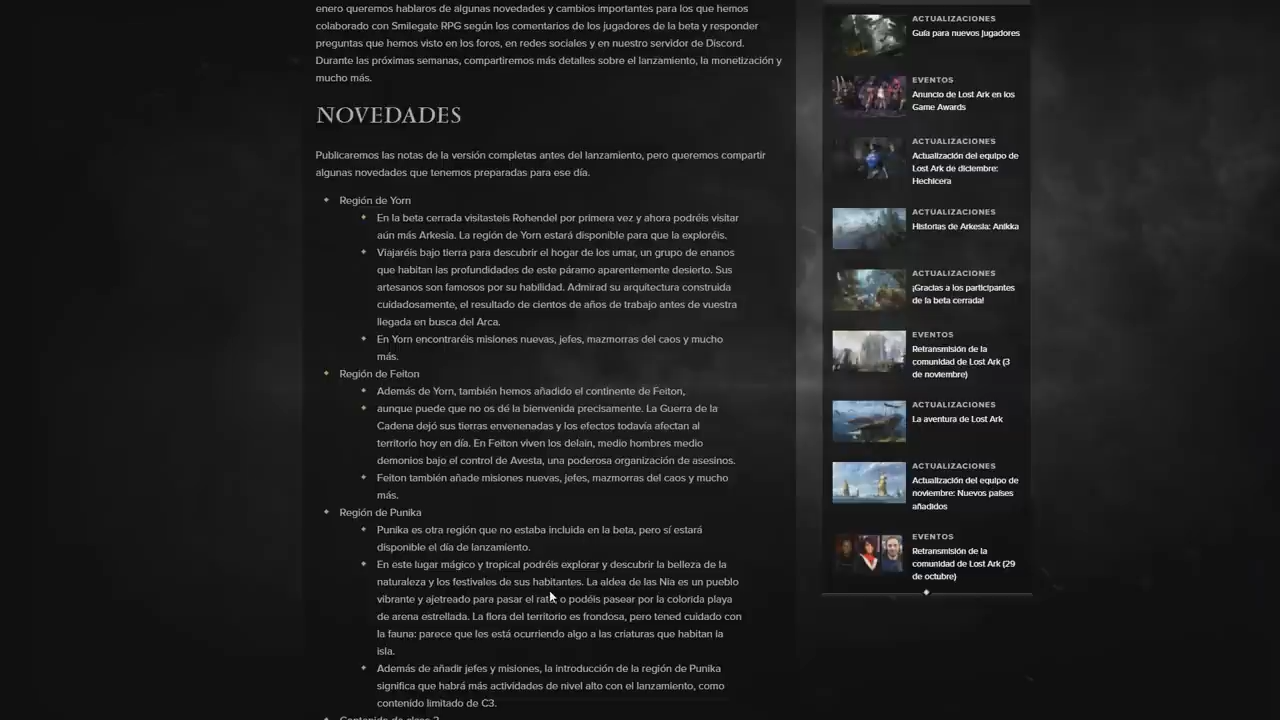 enero queremos hablaros de algunas novedades y cambios importantes para los que hemos
colaborado con Smilegate RPG según los comentarios de los jugadores de la beta y responder
preguntas que hemos visto en los foros, en redes sociales y en nuestro servidor de Discord.
Durante las próximas semanas, compartiremos más detalles sobre el lanzamiento, la monetización y
mucho más.
NOVEDADES
Publicaremos las notas de la versión completas antes del lanzamiento, pero queremos compartir
algunas novedades que tenemos preparadas para ese día.
Región de Yorn
En la beta cerrada visitasteis Rohendel por primera vez y ahora podréis visitar
aún más Arkesia. La región de Yorn estará disponible para que la exploréis.
Viajaréis bajo tierra para descubrir el hogar de los umar, un grupo de enanos
que habitan las profundidades de este páramo aparentemente desierto. Sus
artesanos son famosos por su habilidad. Admirad su arquitectura construida
cuidadosamente, el resultado de cientos de años de trabajo antes de vuestra
llegada en busca del Arca.
En Yorn encontraréis misiones nuevas, jefes, mazmorras del caos y mucho
más.
Región de Feiton
Además de Yorn, también hemos añadido el continente de Feiton,
aunque puede que no os dé la bienvenida precisamente. La Guerra de la
Cadena dejó sus tierras envenenadas y los efectos todavía afectan al
territorio hoy en día. En Feiton viven los delain, medio hombres medio
demonios bajo el control de Avesta, una poderosa organización de asesinos.
Feiton también añade misiones nuevas, jefes, mazmorras del caos y mucho
más.
Región de Punika
Punika es otra región que no estaba incluida en la beta, pero sí estará
disponible el día de lanzamiento.
En este lugar mágico y tropical podréis explorar y descubrir la belleza de la
naturaleza y los festivales de sus habitantes. La aldea de las Nia es un pueblo
vibrante y ajetreado para pasar el rato, o podéis pasear por la colorida playa
de arena estrellada. La flora del territorio es frondosa, pero tened cuidado con
la fauna: parece que les está ocurriendo algo a las criaturas que habitan la
isla.
Además de añadir jefes y misiones, la introducción de la región de Punika
significa que habrá más actividades de nivel alto con el lanzamiento, como
contenido limitado de C3.
ACTUALIZACIONES
Guía para nuevos jugadores
EVENTOS
Anuncio de Lost Ark en los
Game Awards
ACTUALIZACIONES
Actualización del equipo de
Lost Ark de diciembre:
Hechicera
ACTUALIZACIONES
Historias de Arkesia: Anikka
ACTUALIZACIONES
¡Gracias a los participantes
de la beta cerrada!
EVENTOS
Retransmisión de la
comunidad de Lost Ark (3
de noviembre)
ACTUALIZACIONES
La aventura de Lost Ark
ACTUALIZACIONES
Actualización del equipo de
noviembre: Nuevos países
añadidos
EVENTOS
Retransmisión de la
comunidad de Lost Ark (29
de octubre)